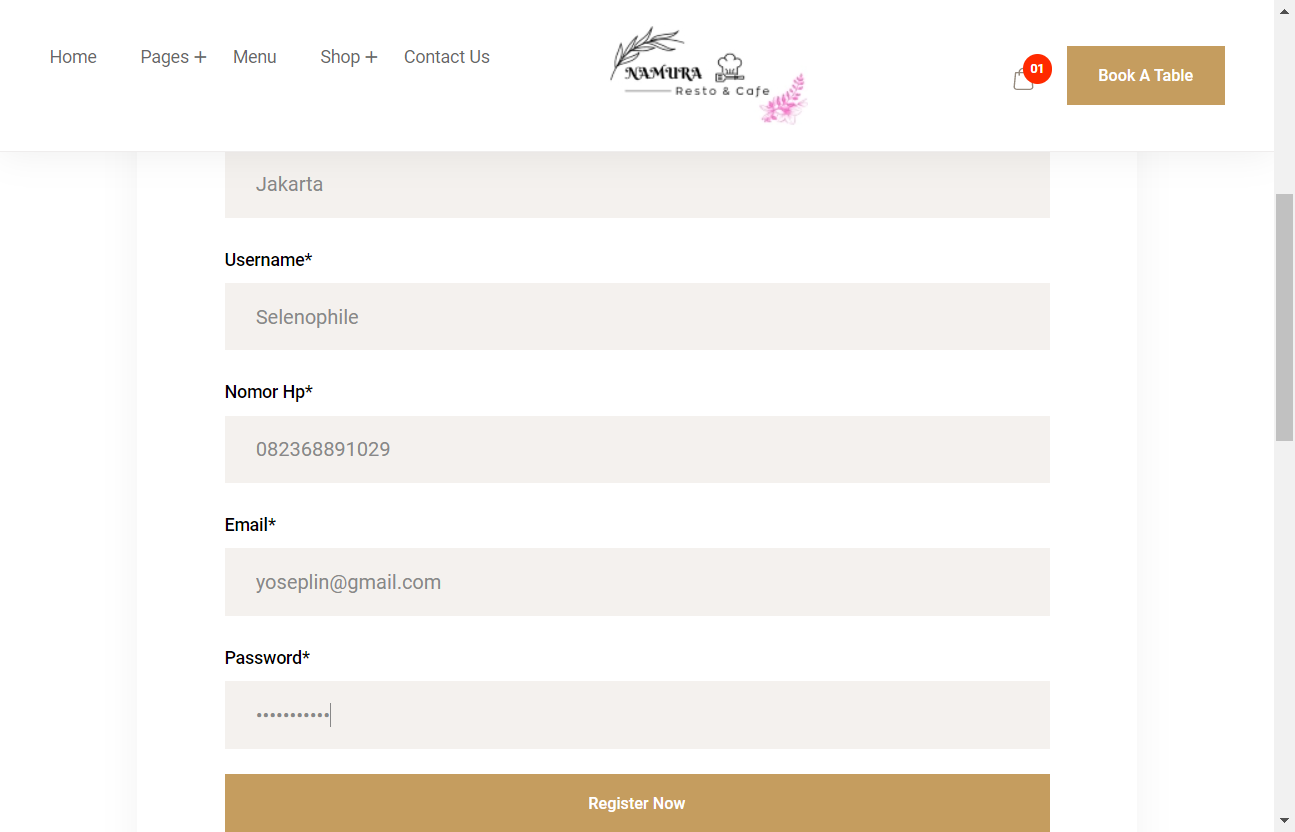 Home Pages + Menu Shop + Contact Us
NAMURA
Resto & Cafe
01
Book A Table
Jakarta
Username*
Selenophile
Nomor Hp*
082368891029
Email*
yoseplin@gmail.com
Password*
•••••••••••
Register Now